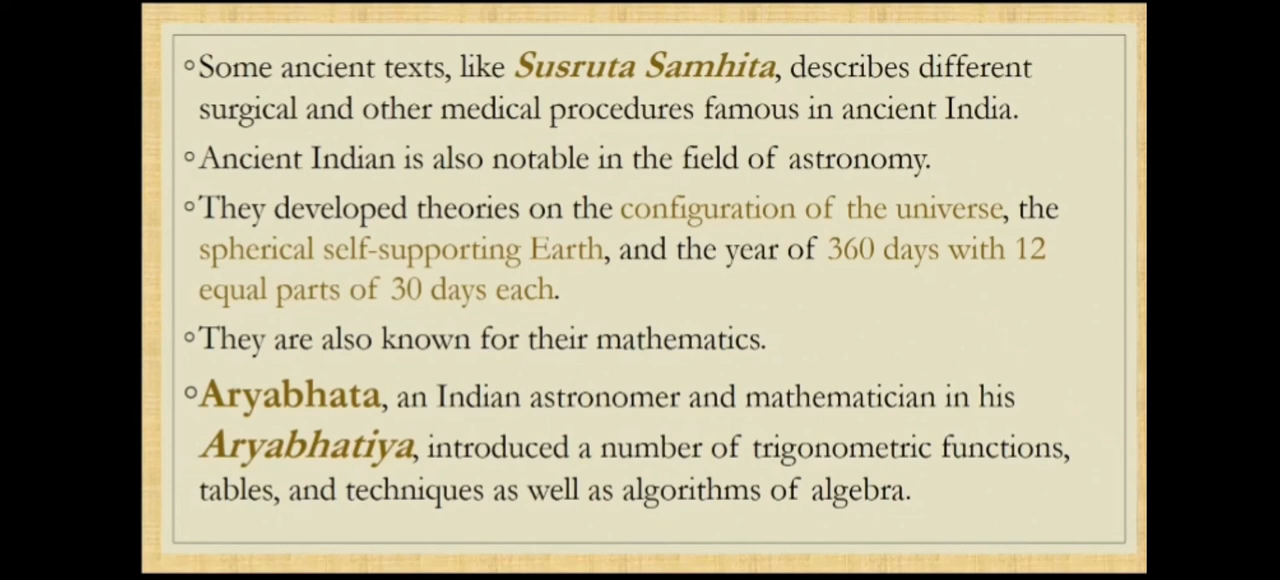 °Some ancient texts, like Susruta Samhita, describes different
surgical and other medical procedures famous in ancient India.
°Ancient Indian is also notable in the field of astronomy.
°They developed theories on the configuration of the universe, the
spherical self-supporting Earth, and the year of 360 days with 12
equal parts of 30 days each.
°They are also known for their mathematics.
°Aryabhata, an Indian astronomer and mathematician in his
Aryabhatiya, introduced a number of trigonometric functions,
tables, and techniques as well as algorithms of algebra.